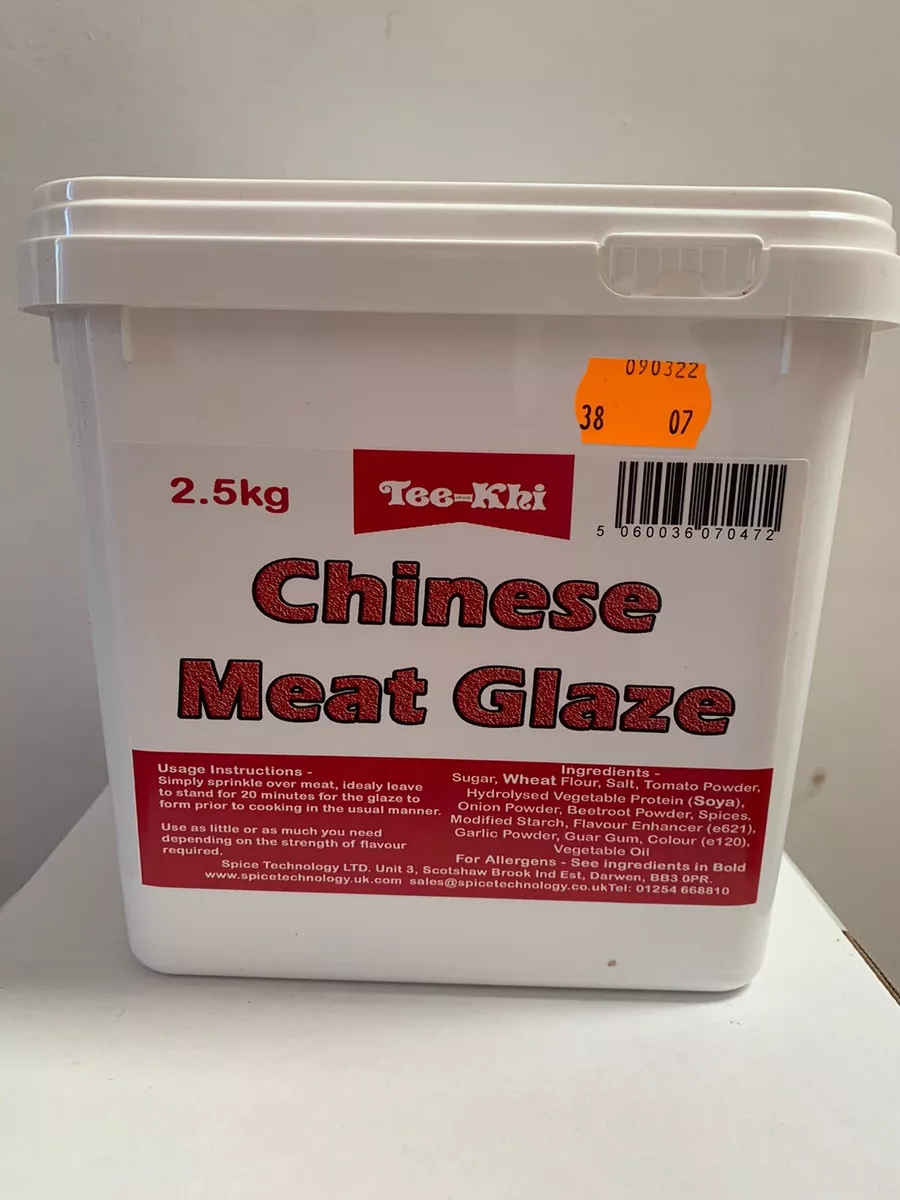 090322
38 07
2.5kg
Tee-Khi
5 060036 070472
Chinese
Meat Glaze
Usage Instructions -
Simply sprinkle over meat, idealy leave
to stand for 20 minutes for the glaze to
form prior to cooking in the usual manner.
Use as little or as much you need
depending on the strength of flavour
required.
Ingredients -
Sugar, Wheat Flour, Salt, Tomato Powder,
Hydrolysed Vegetable Protein (Soya),
Onion Powder, Beetroot Powder, Spices,
Modified Starch, Flavour Enhancer (e621),
Garlic Powder, Guar Gum, Colour (e120),
Vegetable Oil
For Allergens - See ingredients in Bold
Spice Technology LTD. Unit 3, Scotshaw Brook Ind Est, Darwen, BB3 0PR.
www.spicetechnology.uk.com sales@spicetechnology.co.ukTel: 01254 668810